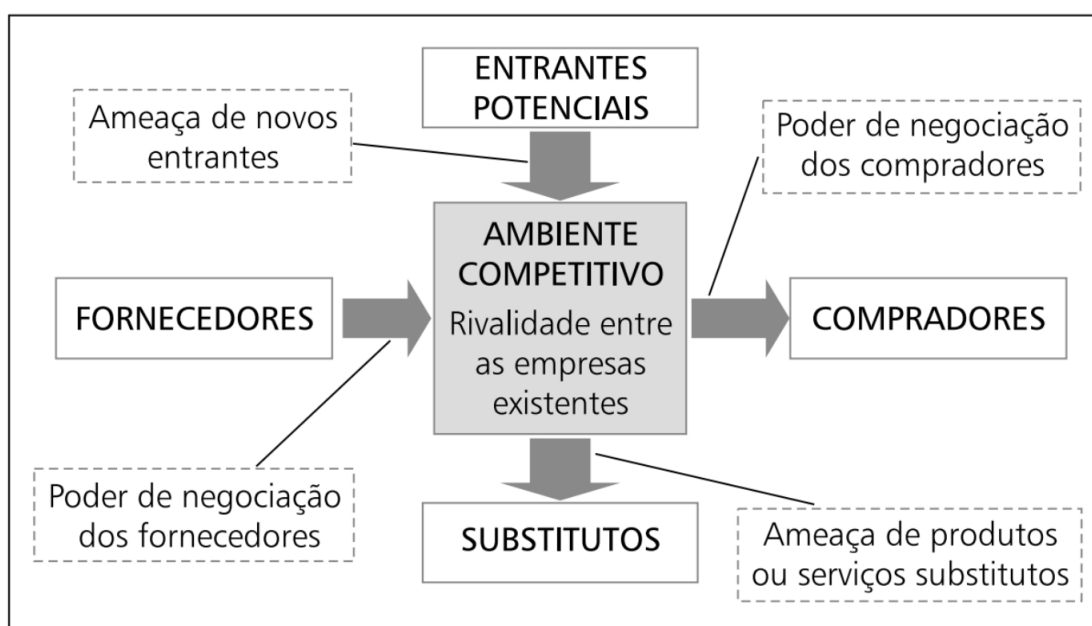 ENTRANTES
POTENCIAIS
Ameaça de novos
entrantes
Poder de negociação
dos compradores
AMBIENTE
COMPETITIVO
Rivalidade entre
as empresas
existentes
FORNECEDORES
COMPRADORES
Poder de negociação
dos fornecedores
SUBSTITUTOS
Ameaça de produtos
ou serviços substitutos